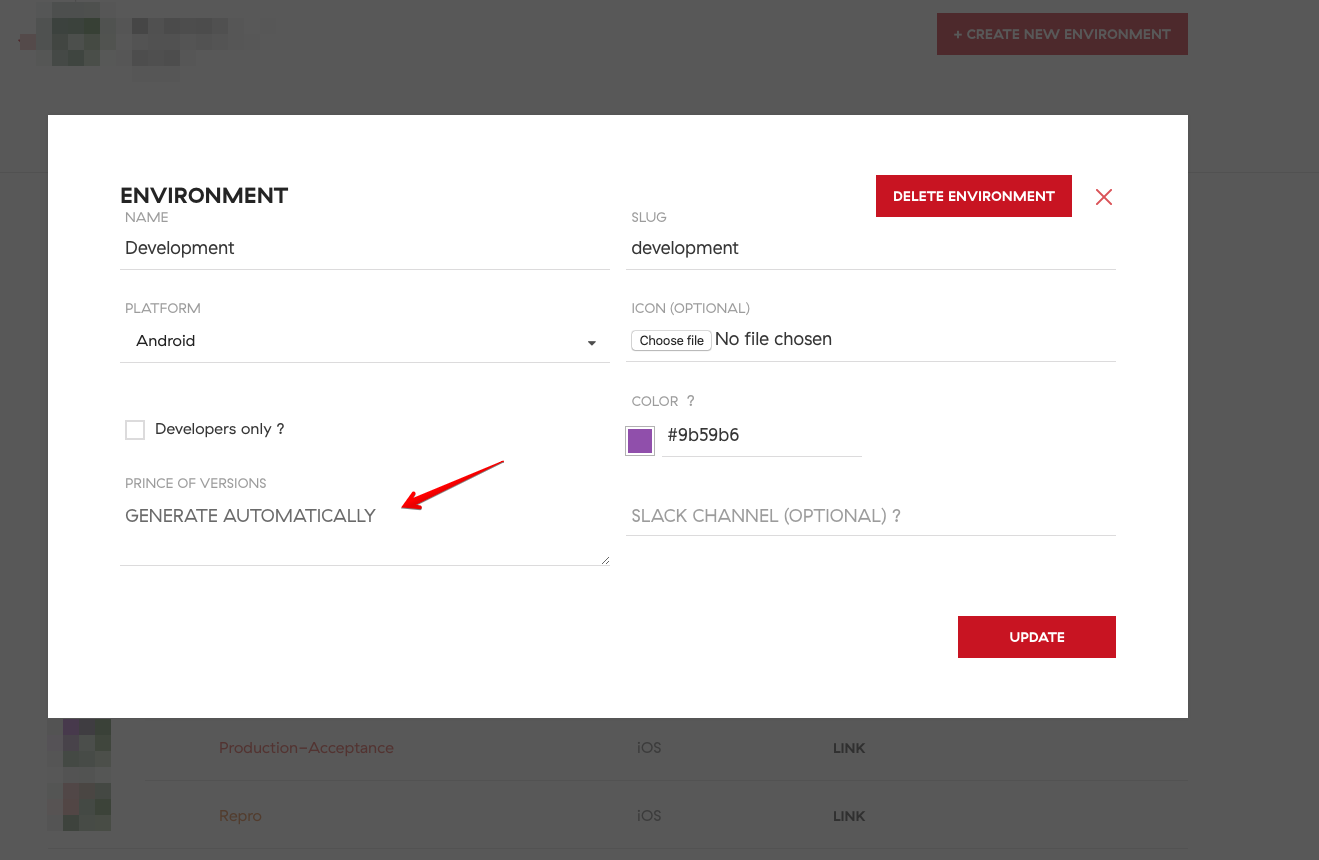 + CREATE NEW ENVIRONMENT
ENVIRONMENT
DELETE ENVIRONMENT
NAME
Development
SLUG
development
PLATFORM
Android
ICON (OPTIONAL)
Choose file No file chosen
Developers only ?
COLOR ?
#9b59b6
PRINCE OF VERSIONS
GENERATE AUTOMATICALLY
SLACK CHANNEL (OPTIONAL) ?
UPDATE
Production-Acceptance iOS LINK
Repro iOS LINK